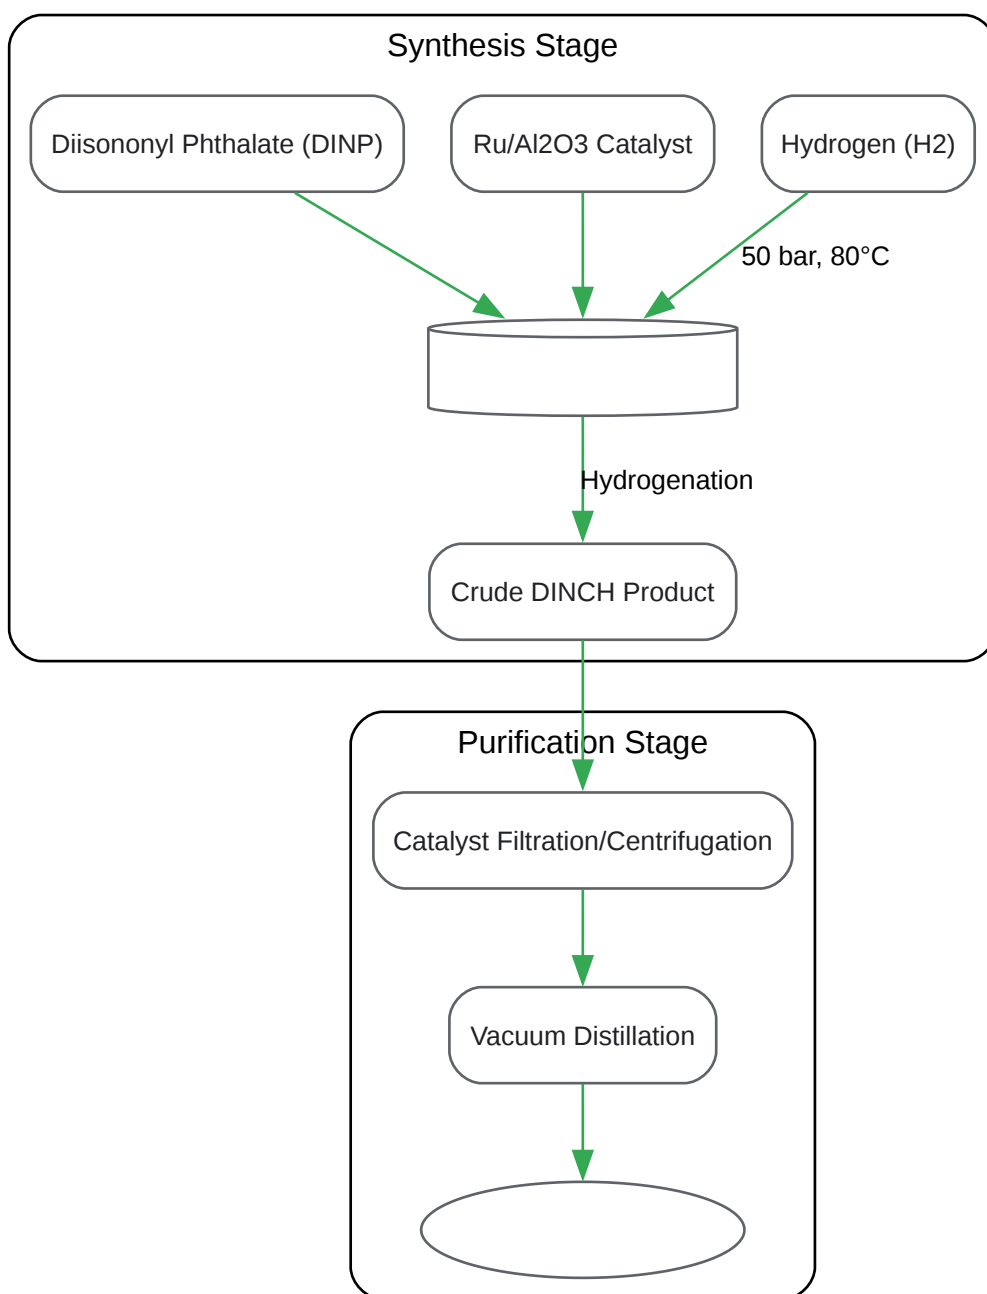 Synthesis Stage
Diisononyl Phthalate (DINP)
Ru/Al2O3 Catalyst
Hydrogen (H2)
50 bar, 80°C
Hydrogenation
Crude DINCH Product
Purification Stage
Catalyst Filtration/Centrifugation
Vacuum Distillation